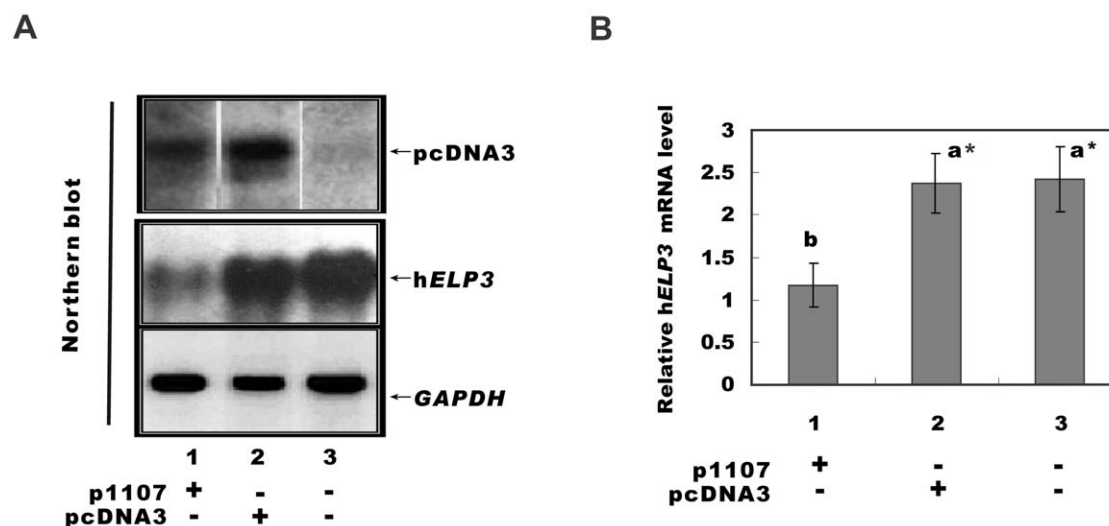 A
Northern blot
←pcDNA3
←hELP3
←GAPDH
1 2 3
p1107 + - -
pcDNA3 - + -
B
Relative hELP3 mRNA level
3
2.5
2
1.5
1
0.5
0
b
a*
a*
1 2 3
p1107 + - -
pcDNA3 - + -